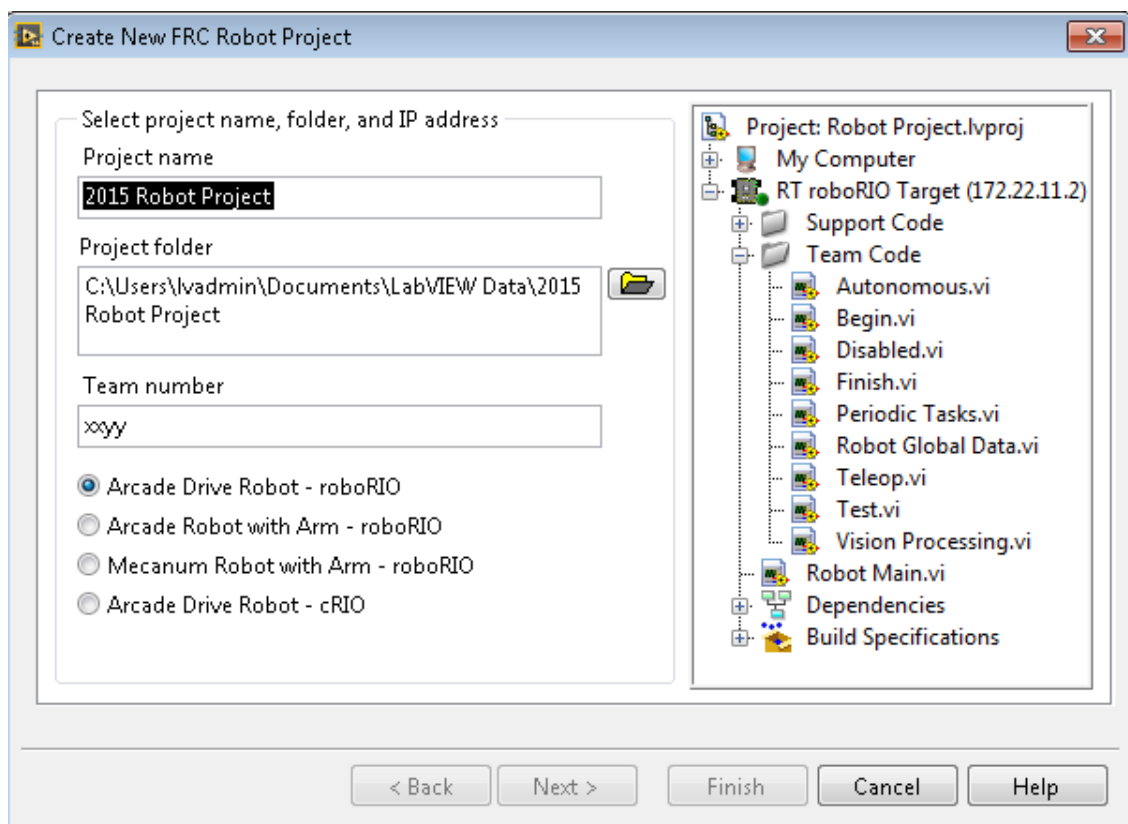 Create New FRC Robot Project
Select project name, folder, and IP address
Project name
2015 Robot Project
Project folder
C:\Users\lvadmin\Documents\LabVIEW Data\2015
Robot Project
Team number
xxyy
Arcade Drive Robot - roboRIO
Arcade Robot with Arm - roboRIO
Mecanum Robot with Arm - roboRIO
Arcade Drive Robot - cRIO
Project: Robot Project.lvproj
My Computer
RT roboRIO Target (172.22.11.2)
Support Code
Team Code
Autonomous.vi
Begin.vi
Disabled.vi
Finish.vi
Periodic Tasks.vi
Robot Global Data.vi
Teleop.vi
Test.vi
Vision Processing.vi
Robot Main.vi
Dependencies
Build Specifications
< Back
Next >
Finish
Cancel
Help